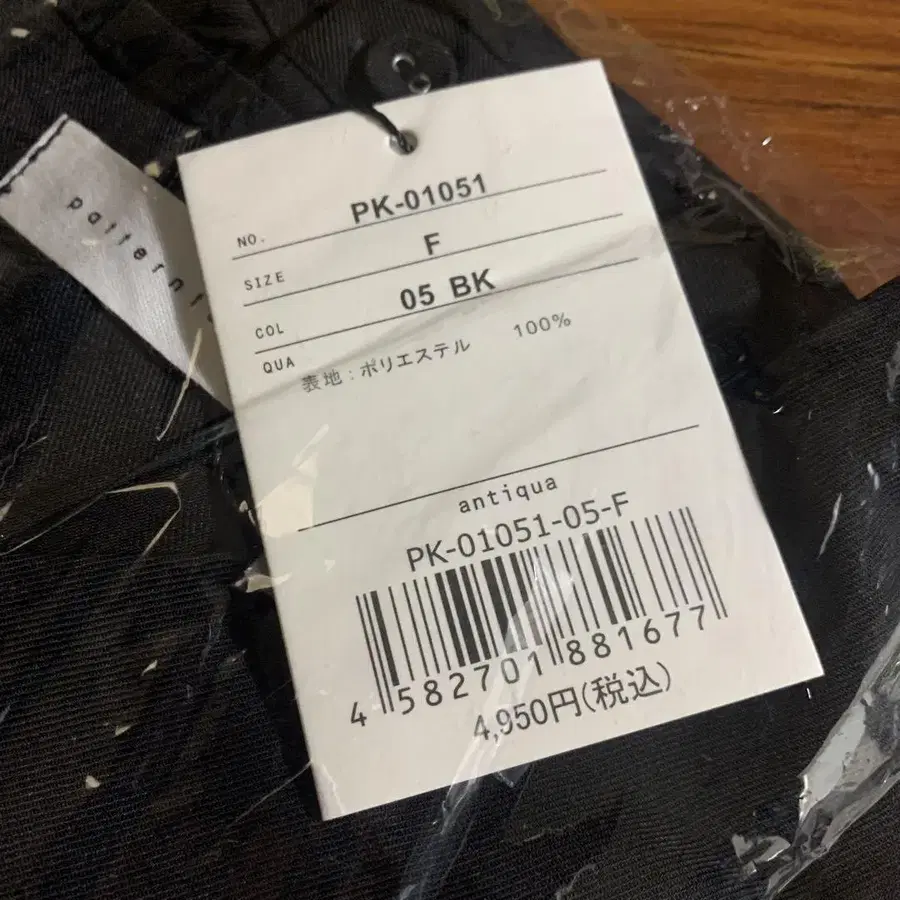 NO. PK-01051
SIZE F
COL 05 BK
QUA 表地:ポリエステル 100%
antiqua
PK-01051-05-F
4 582701 881677
4,950円(税込)